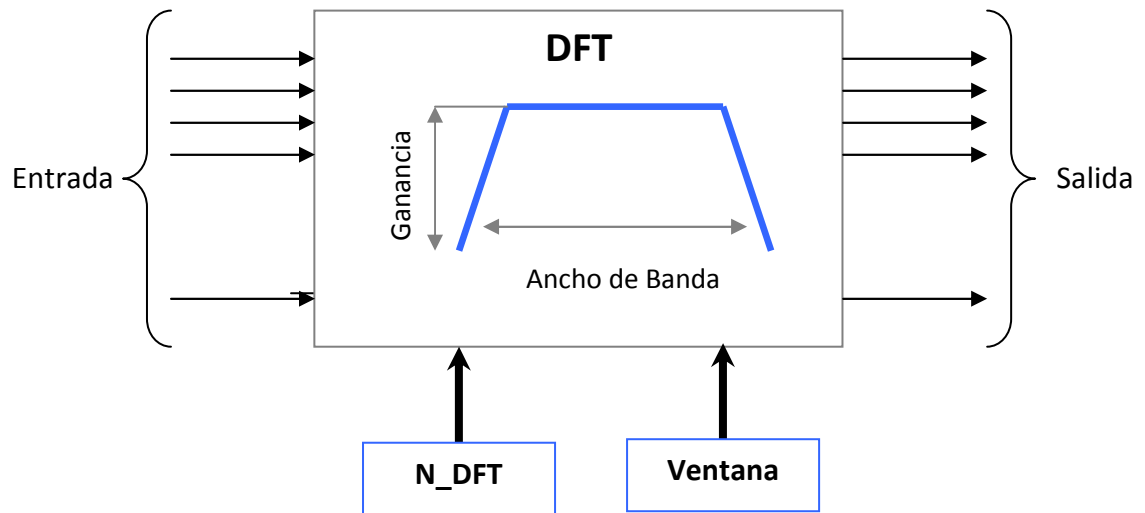 DFT
Entrada
Ganancia
Ancho de Banda
Salida
N_DFT
Ventana